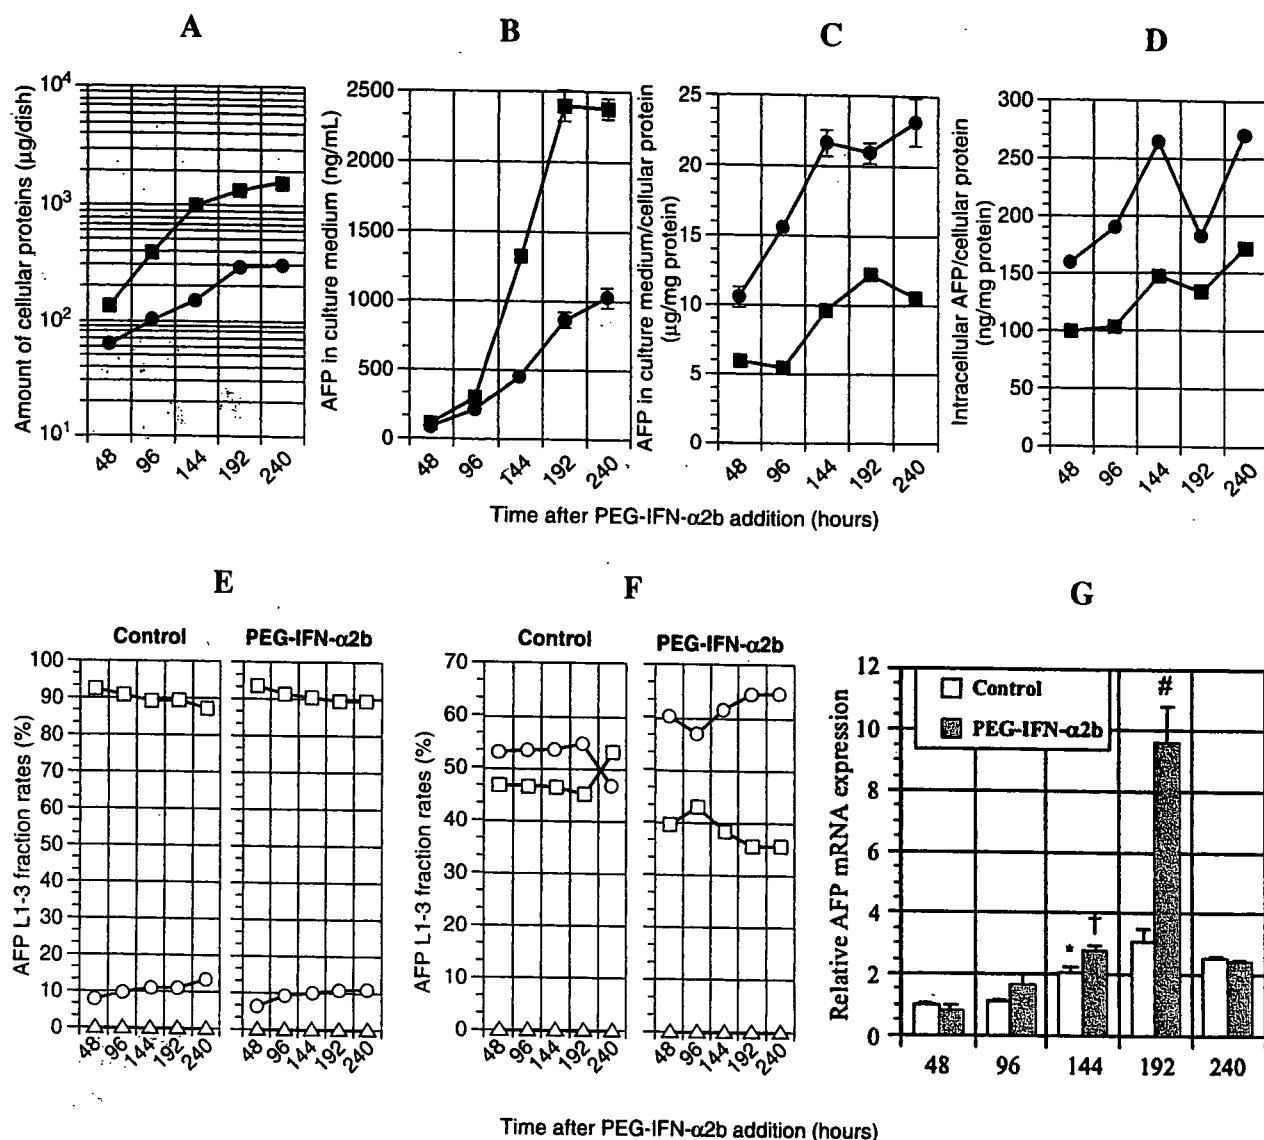 A
B
C
D
Amount of cellular proteins (μg/dish)
10⁴
10³
10²
10¹
48 96 144 192 240
AFP in culture medium (ng/mL)
2500
2000
1500
1000
500
0
48 96 144 192 240
AFP in culture medium/cellular protein
(μg/mg protein)
25
20
15
10
5
0
48 96 144 192 240
Intracellular AFP/cellular protein
(ng/mg protein)
300
250
200
150
100
50
0
48 96 144 192 240
Time after PEG-IFN-α2b addition (hours)
E
F
G
Control PEG-IFN-α2b
AFP L1-3 fraction rates (%)
100
90
80
70
60
50
40
30
20
10
0
48 96 144 192 240 48 96 144 192 240
Control PEG-IFN-α2b
AFP L1-3 fraction rates (%)
70
60
50
40
30
20
10
0
48 96 144 192 240 48 96 144 192 240
Relative AFP mRNA expression
12
10
8
6
4
2
0
Control
PEG-IFN-α2b
* † #
48 96 144 192 240
Time after PEG-IFN-α2b addition (hours)